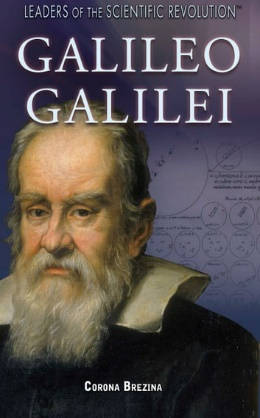 LEADERS OF THE SCIENTIFIC REVOLUTION™
GALILEO
GALILEI
CORONA BREZINA